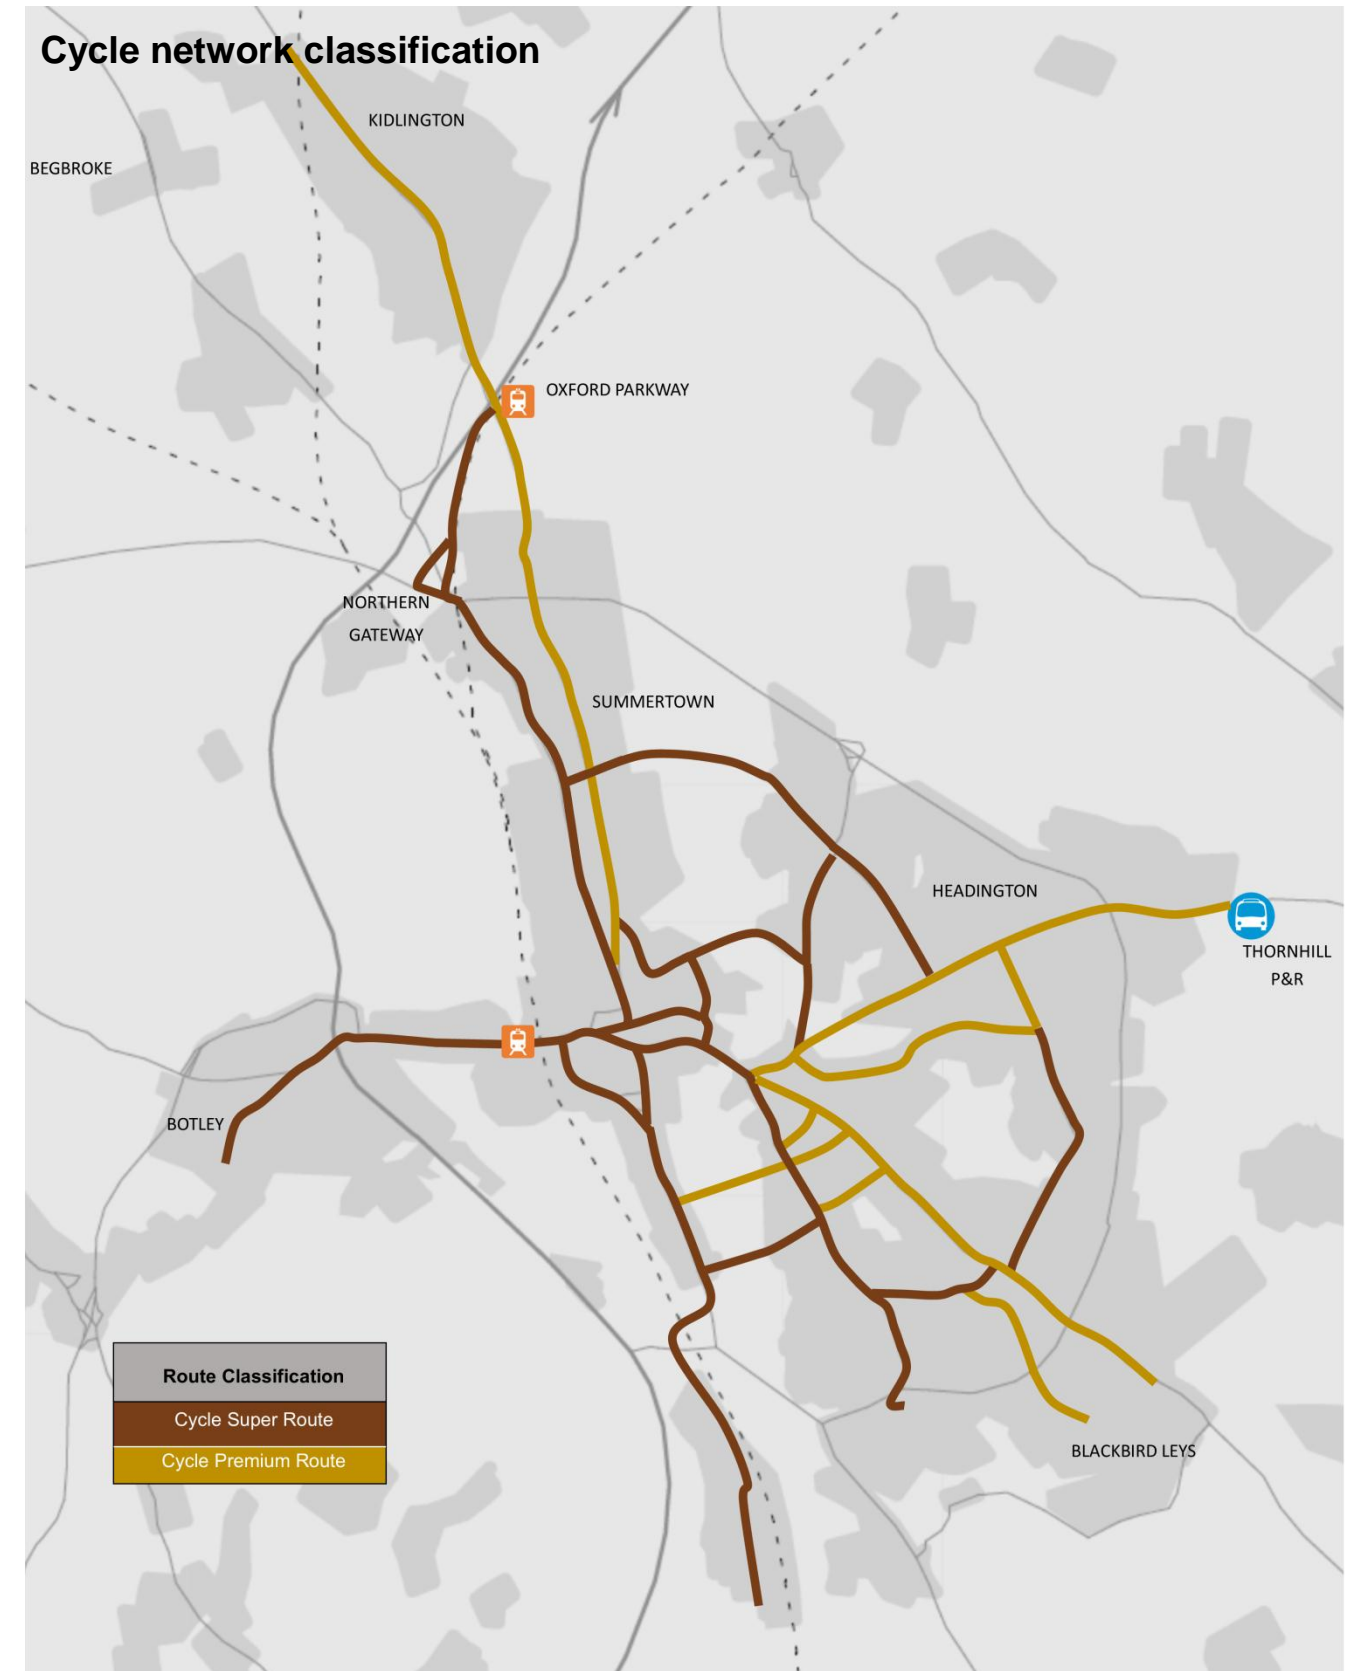 Cycle network classification
KIDLINGTON
BEGBROKE
OXFORD PARKWAY
NORTHERN
GATEWAY
SUMMERTOWN
HEADINGTON
THORNHILL
P&R
BOTLEY
Route Classification
Cycle Super Route
Cycle Premium Route
BLACKBIRD LEYS